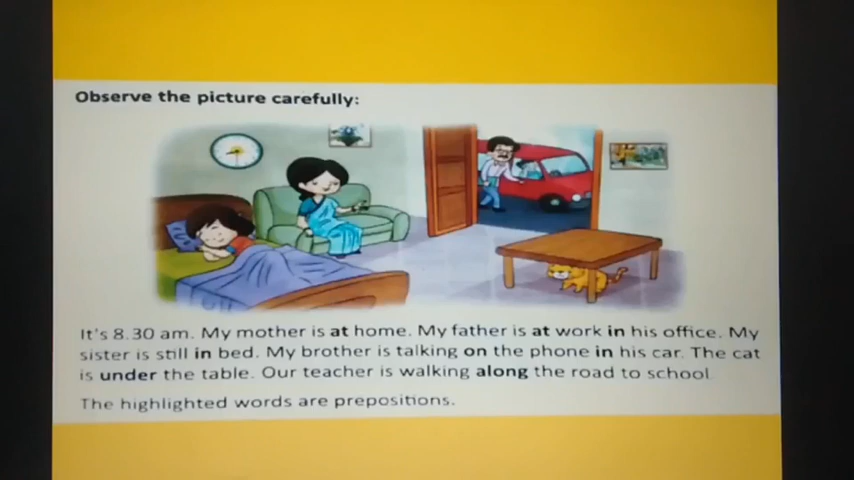 Observe the picture carefully:
It's 8.30 am. My mother is at home. My father is at work in his office. My
sister is still in bed. My brother is talking on the phone in his car. The cat
is under the table. Our teacher is walking along the road to school.
The highlighted words are prepositions.